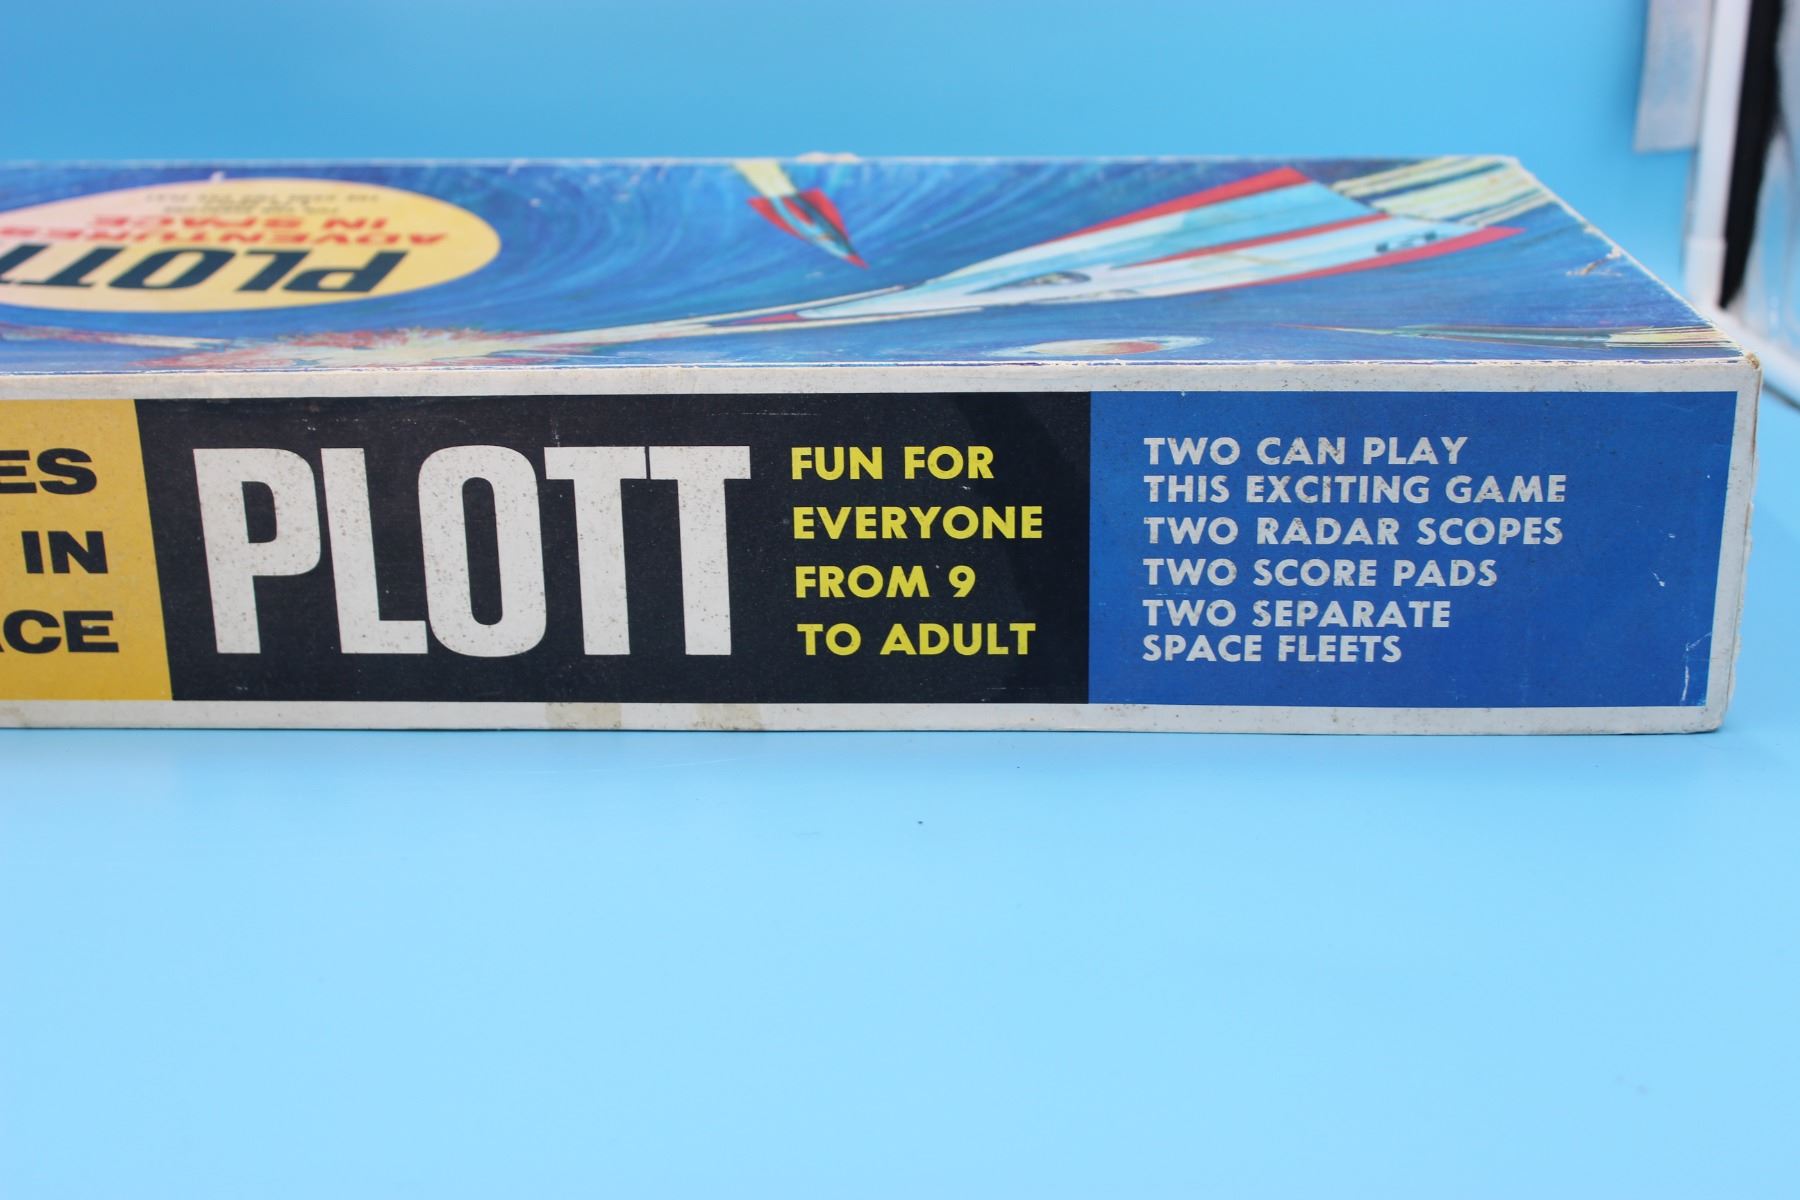 PLOTT
ADVENTURES
IN SPACE
ES
IN
ACE
PLOTT
FUN FOR
EVERYONE
FROM 9
TO ADULT
TWO CAN PLAY
THIS EXCITING GAME
TWO RADAR SCOPES
TWO SCORE PADS
TWO SEPARATE
SPACE FLEETS